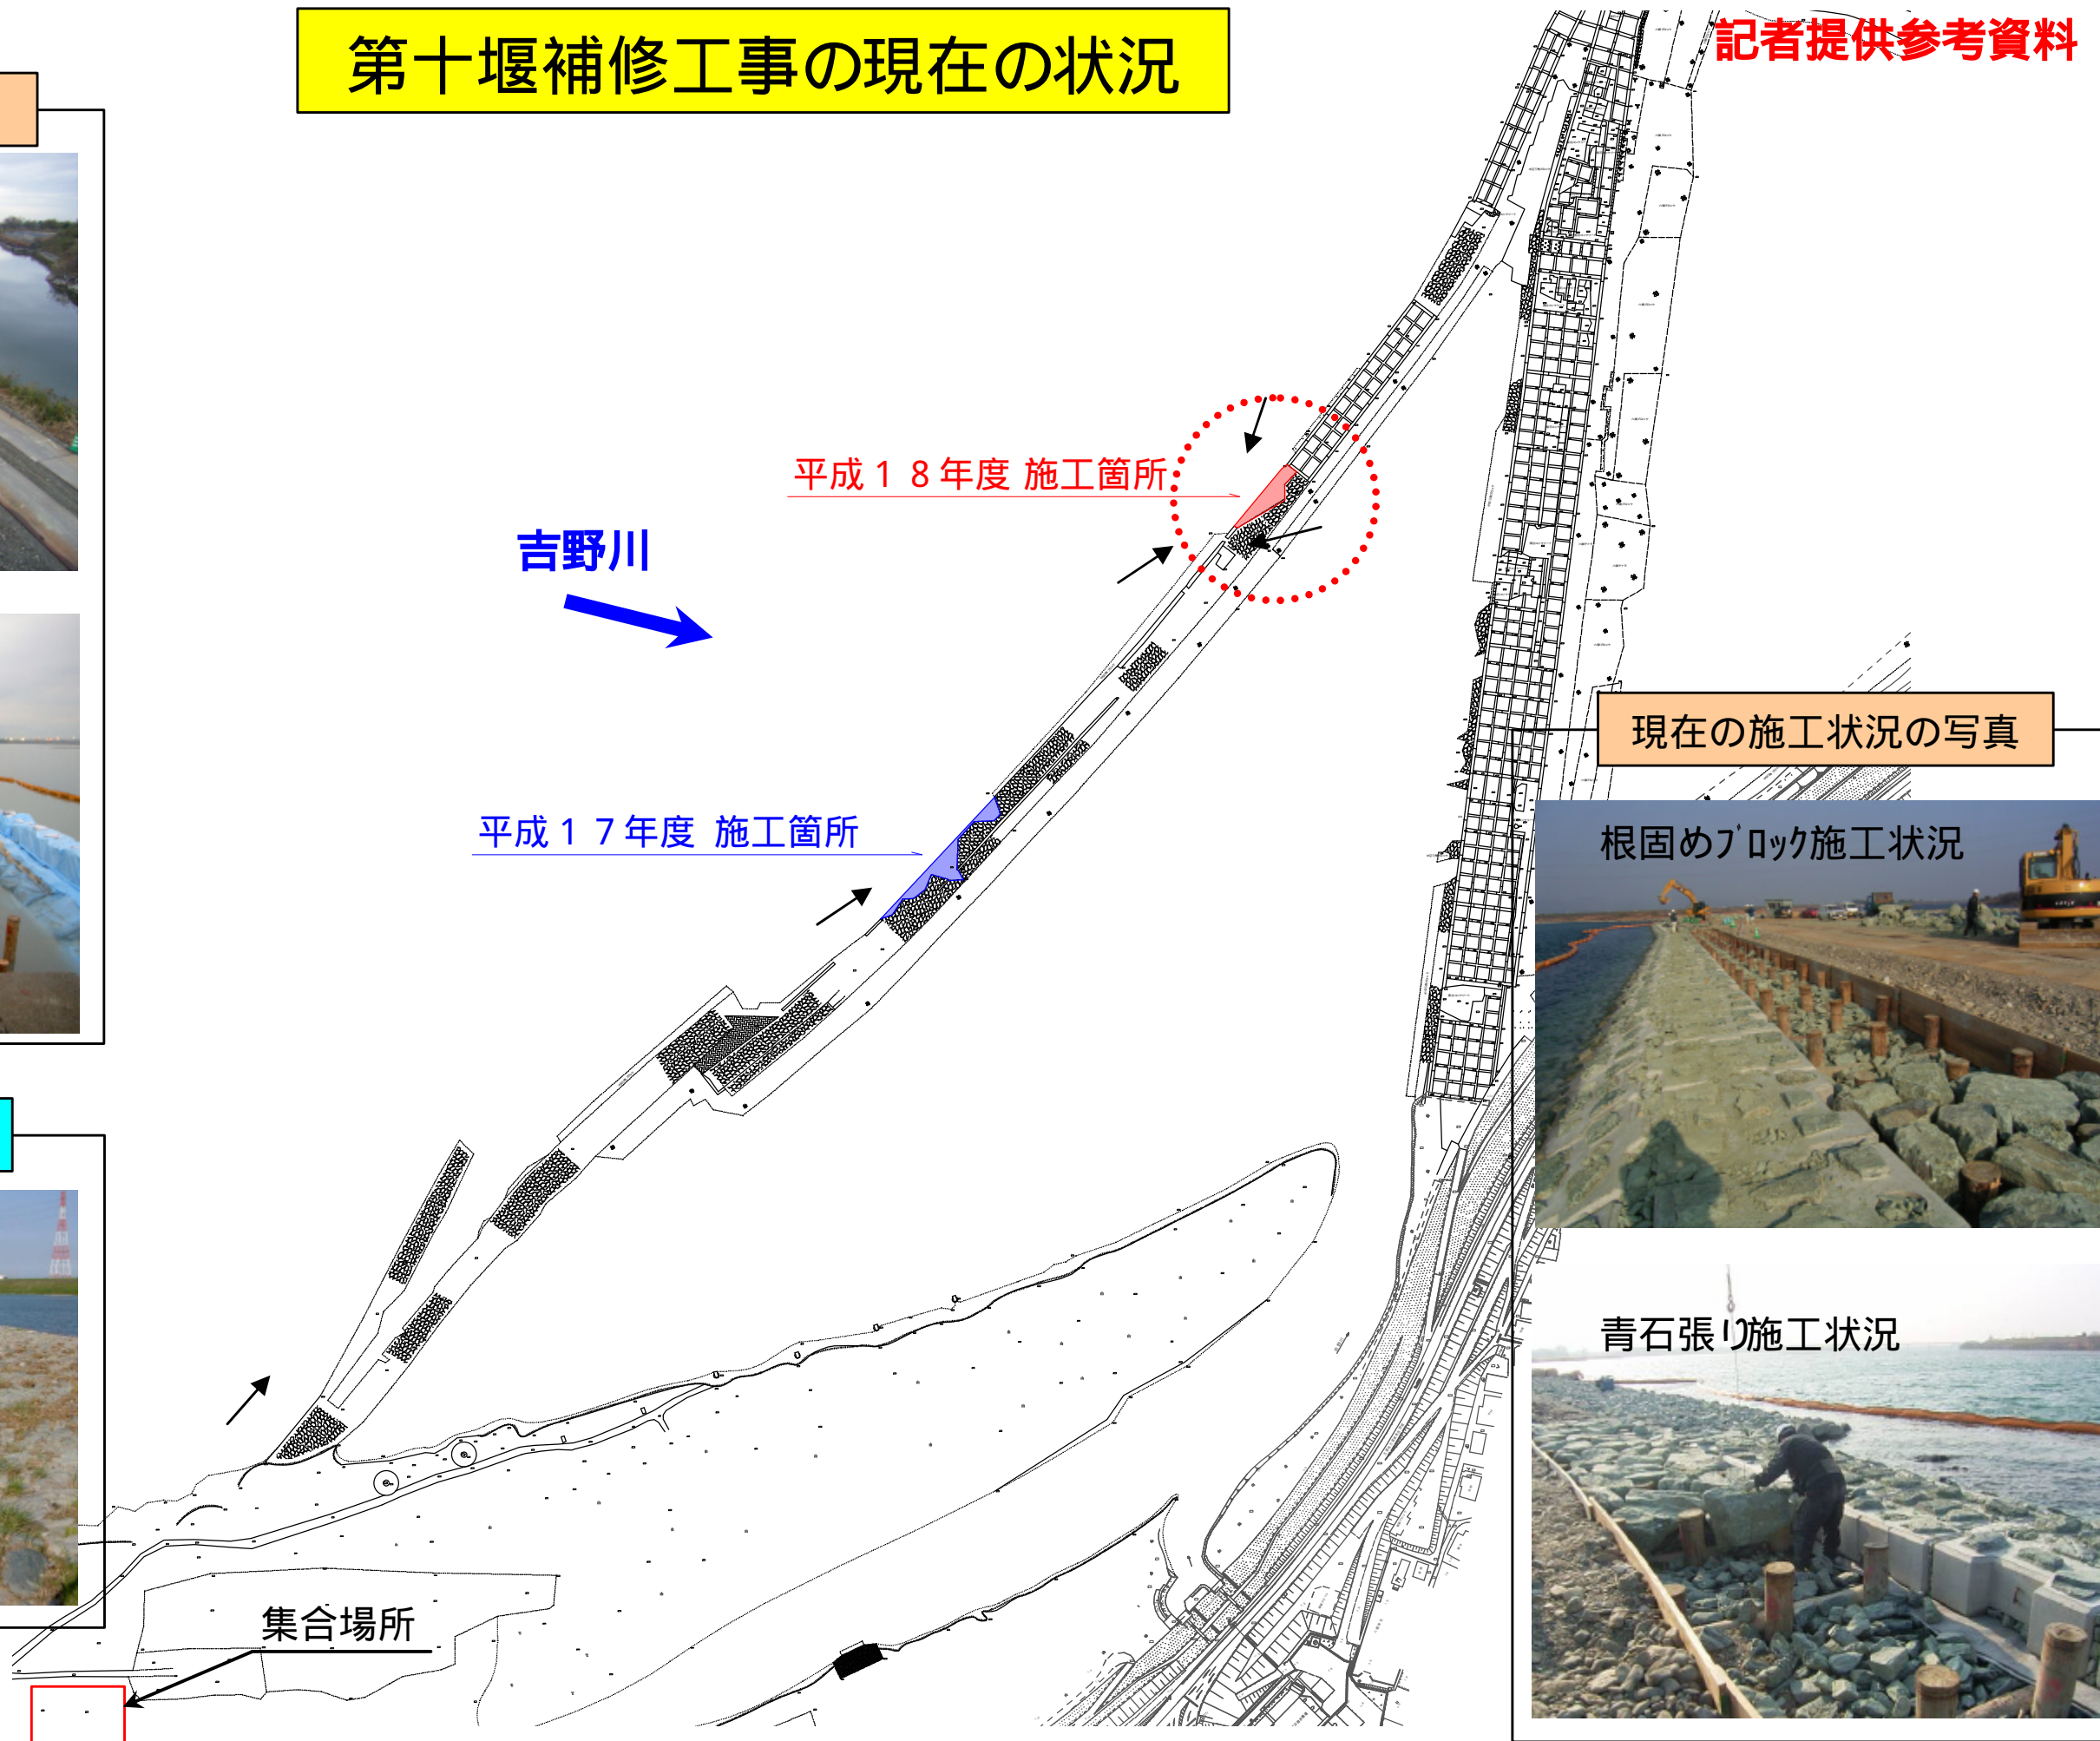 第十堰補修工事の現在の状況
記者提供参考資料
平成１８年度 施工箇所
吉野川
平成１７年度 施工箇所
現在の施工状況の写真
根固めﾌﾞﾛｯｸ施工状況
青石張り施工状況
集合場所